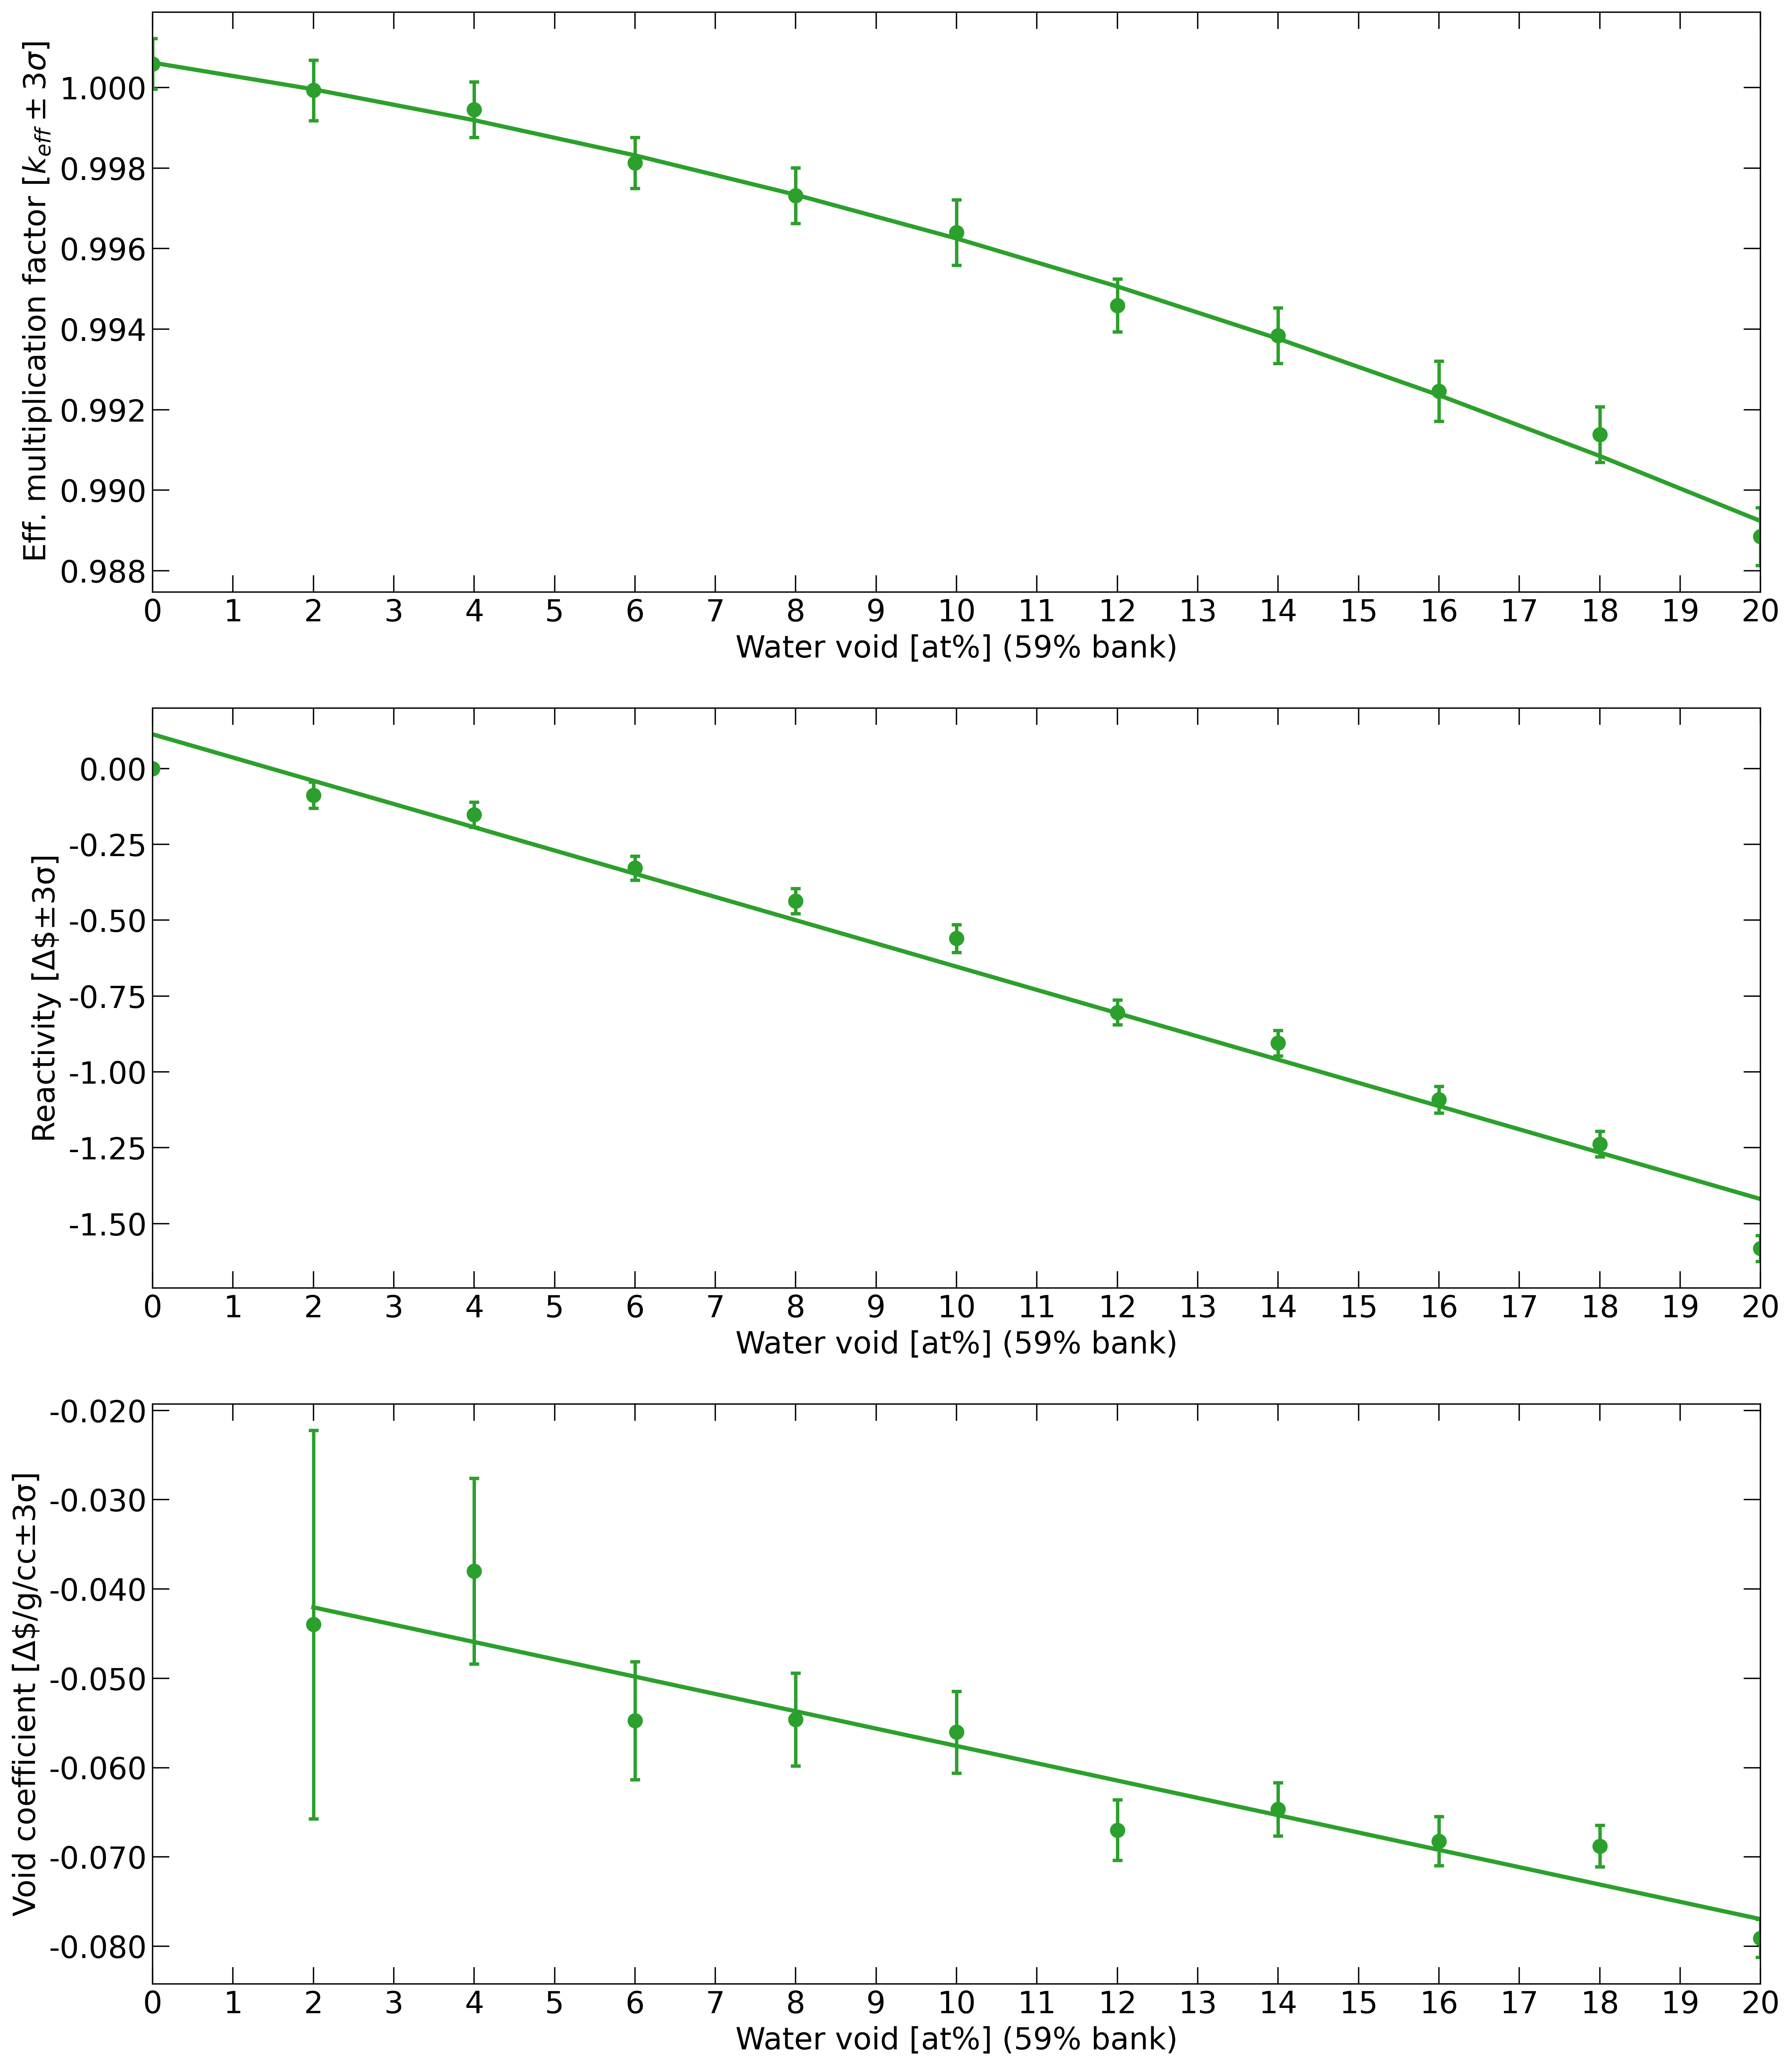 Eff. multiplication factor [k_eff ± 3σ]
1.000
0.998
0.996
0.994
0.992
0.990
0.988
0 1 2 3 4 5 6 7 8 9 10 11 12 13 14 15 16 17 18 19 20
Water void [at%] (59% bank)
Reactivity [Δ$±3σ]
0.00
-0.25
-0.50
-0.75
-1.00
-1.25
-1.50
0 1 2 3 4 5 6 7 8 9 10 11 12 13 14 15 16 17 18 19 20
Water void [at%] (59% bank)
Void coefficient [Δ$/g/cc±3σ]
-0.020
-0.030
-0.040
-0.050
-0.060
-0.070
-0.080
0 1 2 3 4 5 6 7 8 9 10 11 12 13 14 15 16 17 18 19 20
Water void [at%] (59% bank)